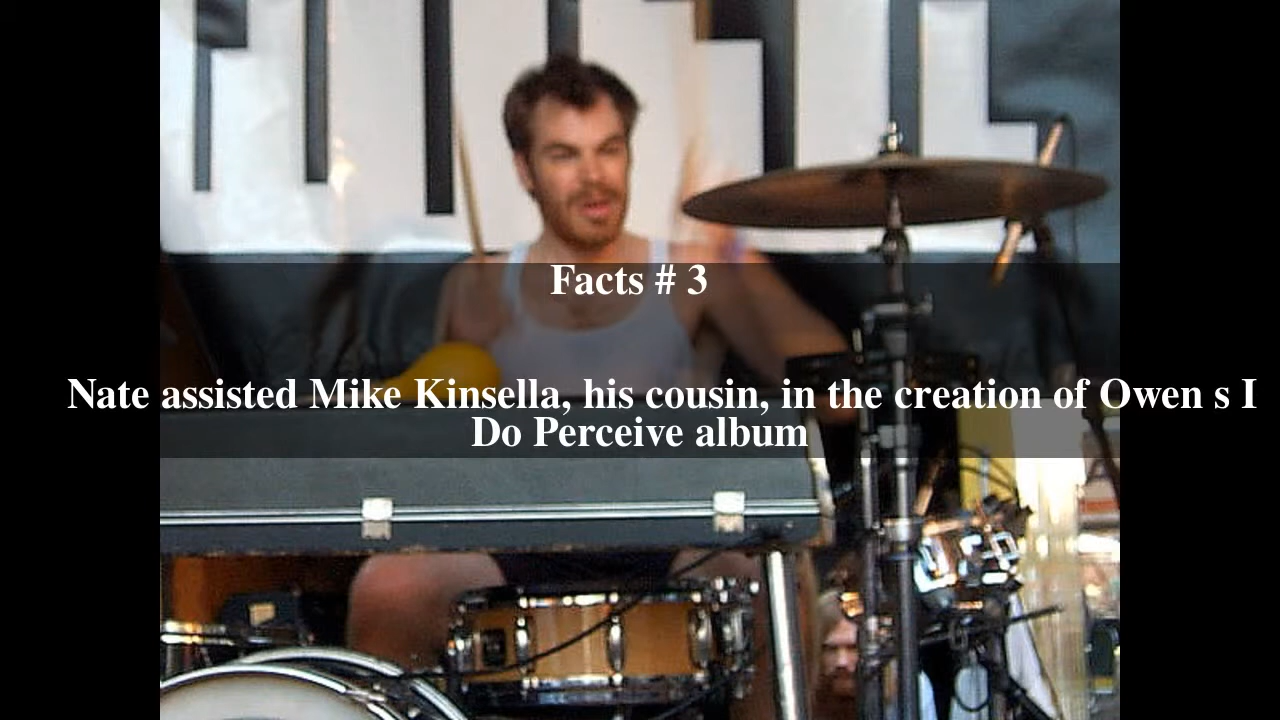 Facts # 3
Nate assisted Mike Kinsella, his cousin, in the creation of Owen s I
Do Perceive album